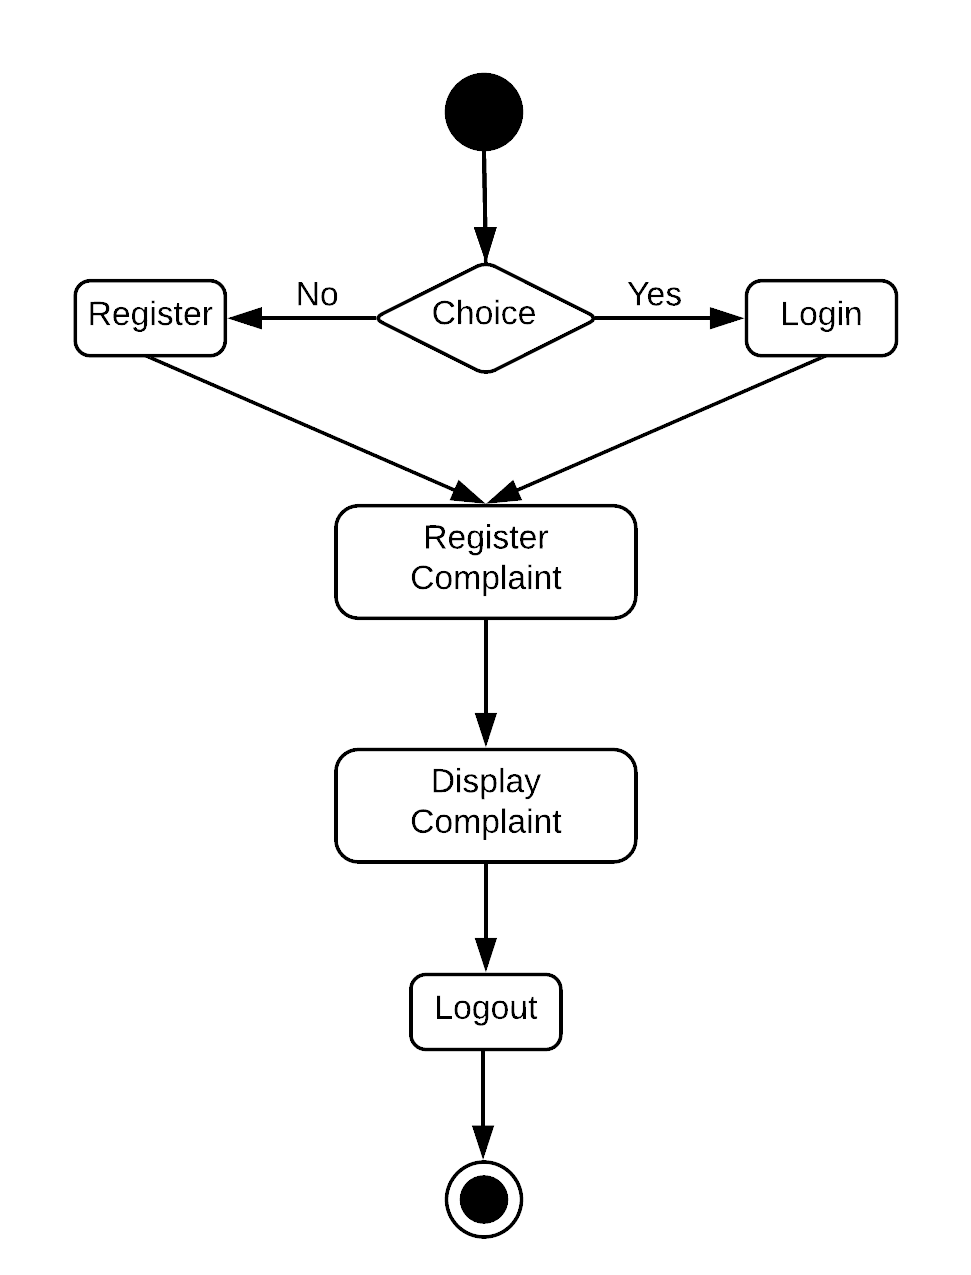 No
Yes
Register
Choice
Login
Register
Complaint
Display
Complaint
Logout